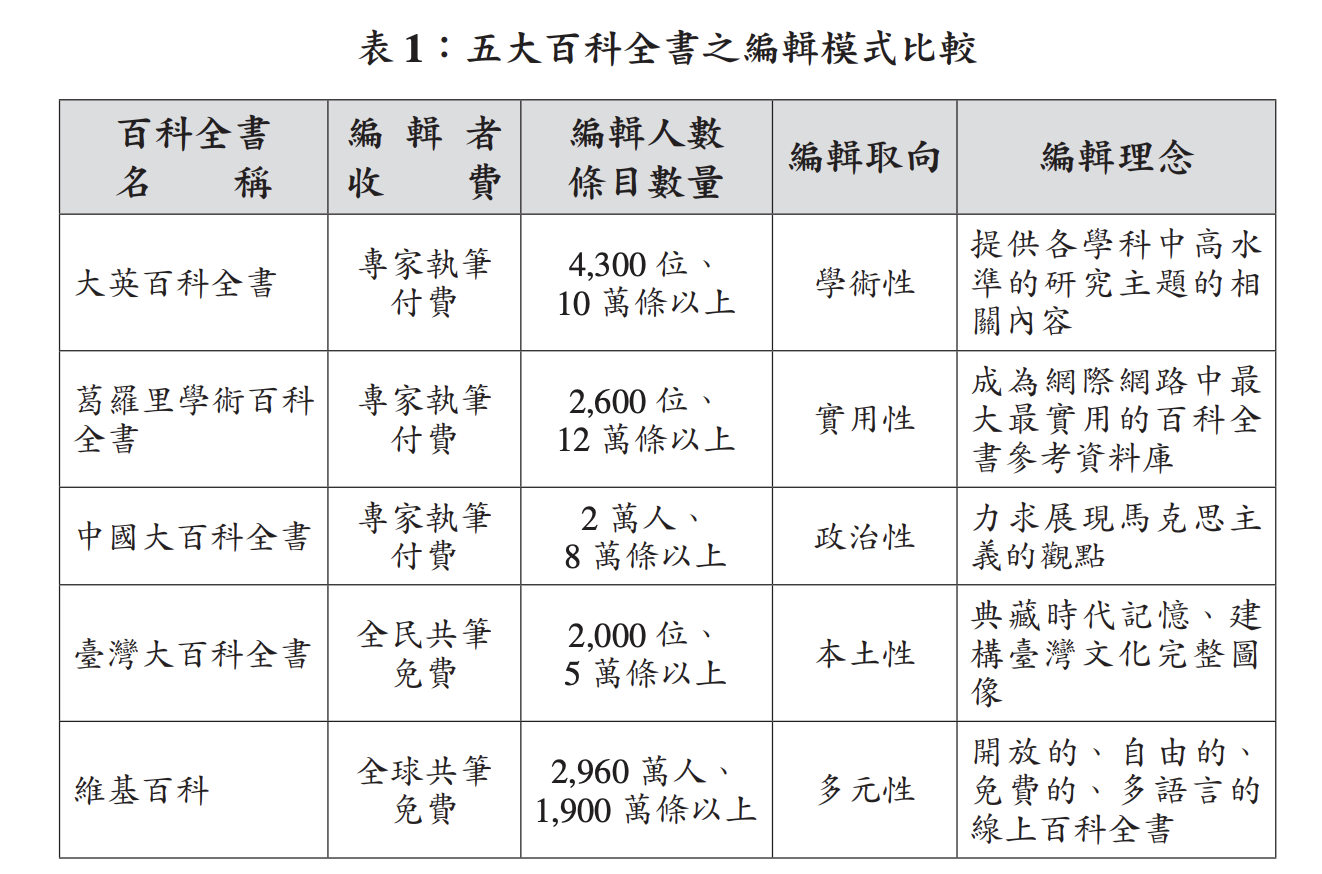 表 1：五大百科全書之編輯模式比較
百科全書
名稱
編輯者
收費
編輯人數
條目數量
編輯取向
編輯理念
大英百科全書
專家執筆
付費
4,300 位、
10 萬條以上
學術性
提供各學科中高水
準的研究主題的相
關內容
葛羅里學術百科
全書
專家執筆
付費
2,600 位、
12 萬條以上
實用性
成為網際網路中最
大最實用的百科全
書參考資料庫
中國大百科全書
專家執筆
付費
2 萬人、
8 萬條以上
政治性
力求展現馬克思主
義的觀點
臺灣大百科全書
全民共筆
免費
2,000 位、
5 萬條以上
本土性
典藏時代記憶、建
構臺灣文化完整圖
像
維基百科
全球共筆
免費
2,960 萬人、
1,900 萬條以上
多元性
開放的、自由的、
免費的、多語言的
線上百科全書